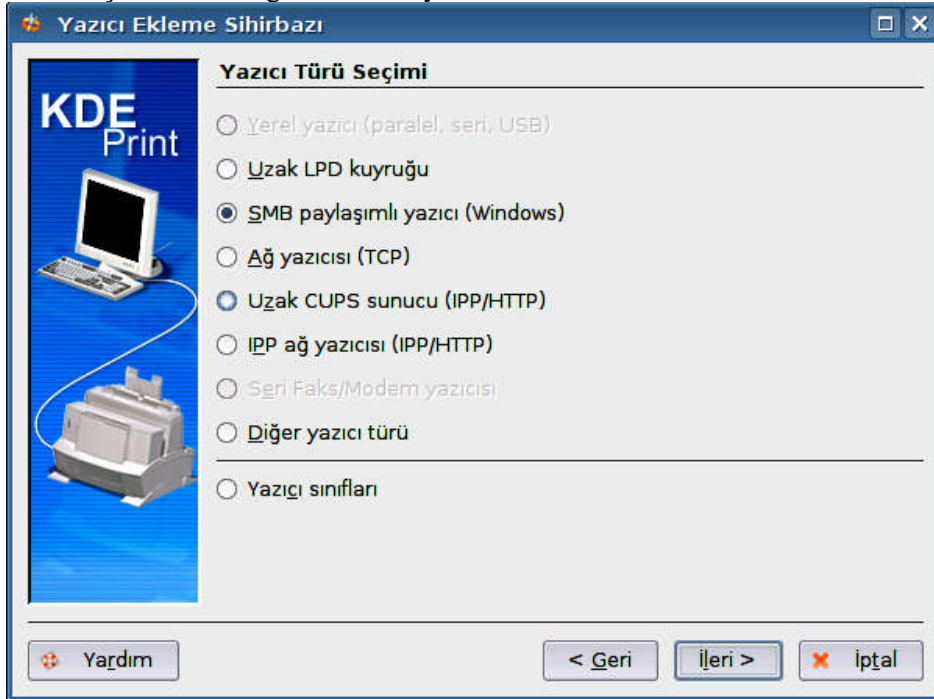 Yazıcı Ekleme Sihirbazı
KDE
Print
Yazıcı Türü Seçimi
Yerel yazıcı (paralel, seri, USB)
Uzak LPD kuyruğu
SMB paylaşımlı yazıcı (Windows)
Ağ yazıcısı (TCP)
Uzak CUPS sunucu (IPP/HTTP)
IPP ağ yazıcısı (IPP/HTTP)
Seri Faks/Modem yazıcısı
Diğer yazıcı türü
Yazıcı sınıfları
Yardım
< Geri
İleri >
İptal